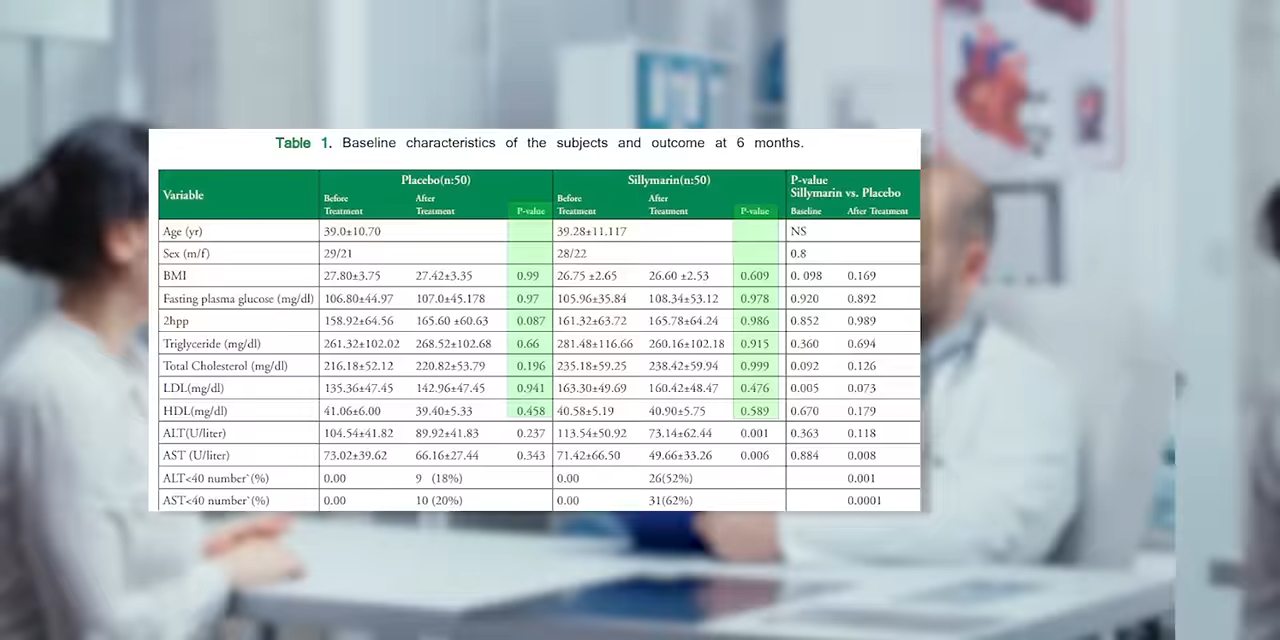 Table 1. Baseline characteristics of the subjects and outcome at 6 months.
Variable Placebo(n:50) Sillymarin(n:50) P-value Sillymarin vs. Placebo
Before Treatment After Treatment P-value Before Treatment After Treatment P-value Baseline After Treatment
Age (yr) 39.0±10.70 39.28±11.117 NS
Sex (m/f) 29/21 28/22 0.8
BMI 27.80±3.75 27.42±3.35 0.99 26.75 ±2.65 26.60 ±2.53 0.609 0. 098 0.169
Fasting plasma glucose (mg/dl) 106.80±44.97 107.0±45.178 0.97 105.96±35.84 108.34±53.12 0.978 0.920 0.892
2hpp 158.92±64.56 165.60 ±60.63 0.087 161.32±63.72 165.78±64.24 0.986 0.852 0.989
Triglyceride (mg/dl) 261.32±102.02 268.52±102.68 0.66 281.48±116.66 260.16±102.18 0.915 0.360 0.694
Total Cholesterol (mg/dl) 216.18±52.12 220.82±53.79 0.196 235.18±59.25 238.42±59.94 0.999 0.092 0.126
LDL(mg/dl) 135.36±47.45 142.96±47.45 0.941 163.30±49.69 160.42±48.47 0.476 0.005 0.073
HDL(mg/dl) 41.06±6.00 39.40±5.33 0.458 40.58±5.19 40.90±5.75 0.589 0.670 0.179
ALT(U/liter) 104.54±41.82 89.92±41.83 0.237 113.54±50.92 73.14±62.44 0.001 0.363 0.118
AST (U/liter) 73.02±39.62 66.16±27.44 0.343 71.42±66.50 49.66±33.26 0.006 0.884 0.008
ALT<40 number`(%) 0.00 9 (18%) 0.00 26(52%) 0.001
AST<40 number`(%) 0.00 10 (20%) 0.00 31(62%) 0.0001